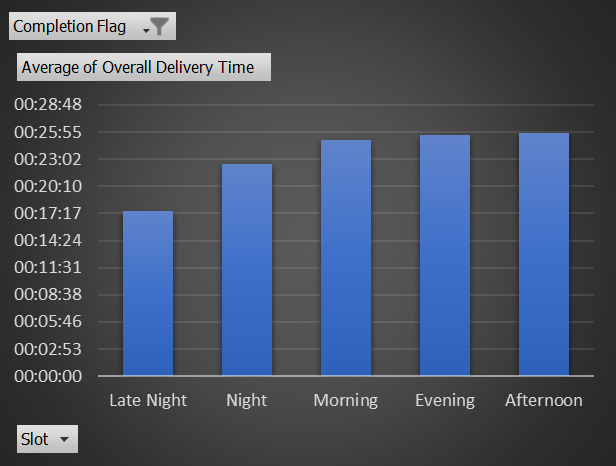 Completion Flag
Average of Overall Delivery Time
00:28:48
00:25:55
00:23:02
00:20:10
00:17:17
00:14:24
00:11:31
00:08:38
00:05:46
00:02:53
00:00:00
Late Night Night Morning Evening Afternoon
Slot